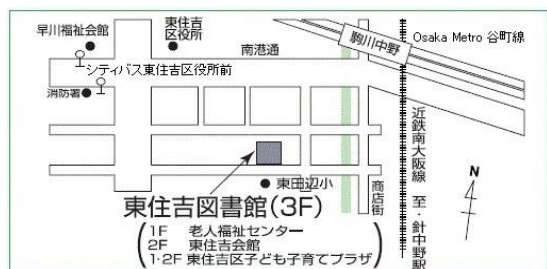 早川福祉会館
東住吉
区役所
南港通
駒川中野
Osaka Metro 谷町線
シティバス東住吉区役所前
消防署
東田辺小
商店街
近鉄南大阪線 至・針中野駅
N
東住吉図書館(3F)
1F 老人福祉センター
2F 東住吉会館
1・2F 東住吉区子ども子育てプラザ